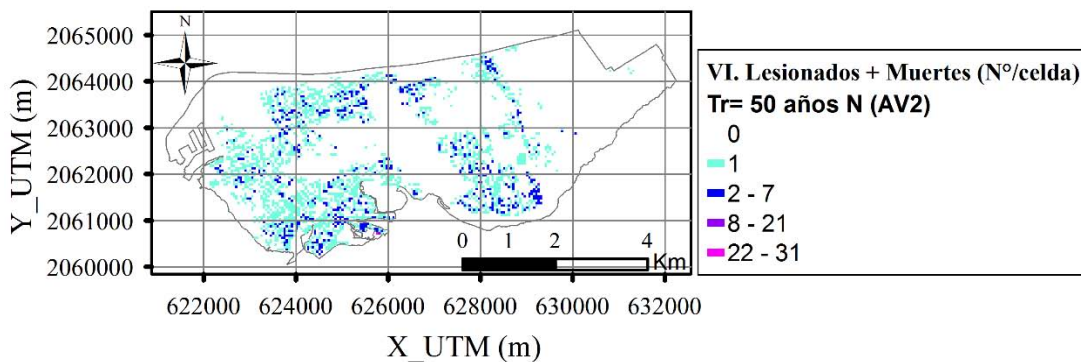 2065000
2064000
2063000
2062000
2061000
2060000
Y_UTM (m)
N
0 1 2 4
Km
622000 624000 626000 628000 630000 632000
X_UTM (m)
VI. Lesionados + Muertes (N°/celda)
Tr= 50 años N (AV2)
0
1
2 - 7
8 - 21
22 - 31